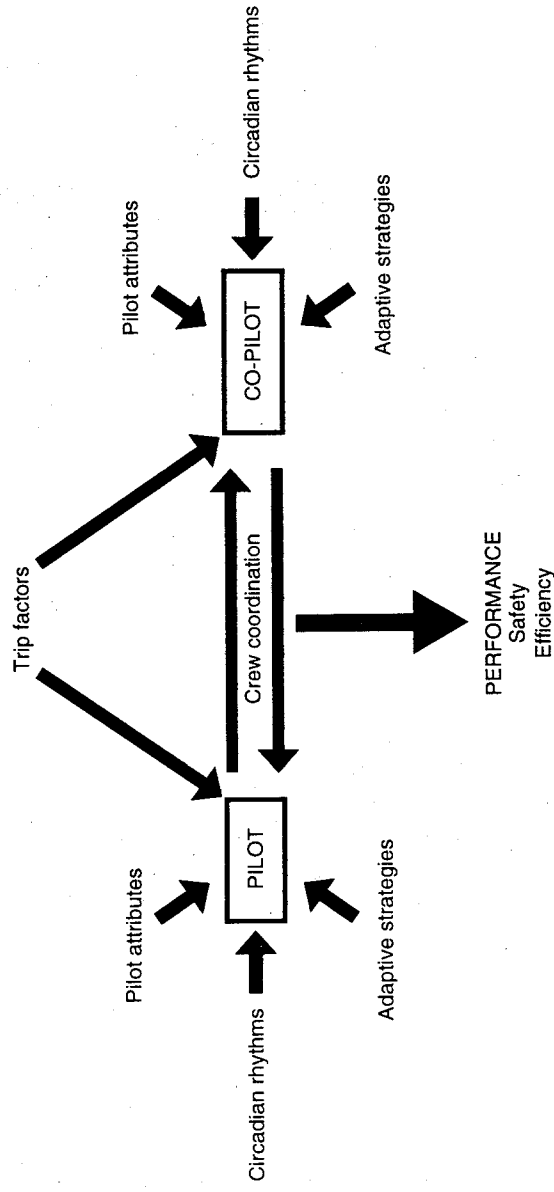 Trip factors
Pilot attributes
Pilot attributes
Circadian rhythms
PILOT
Crew coordination
CO-PILOT
Circadian rhythms
Adaptive strategies
Adaptive strategies
PERFORMANCE
Safety
Efficiency